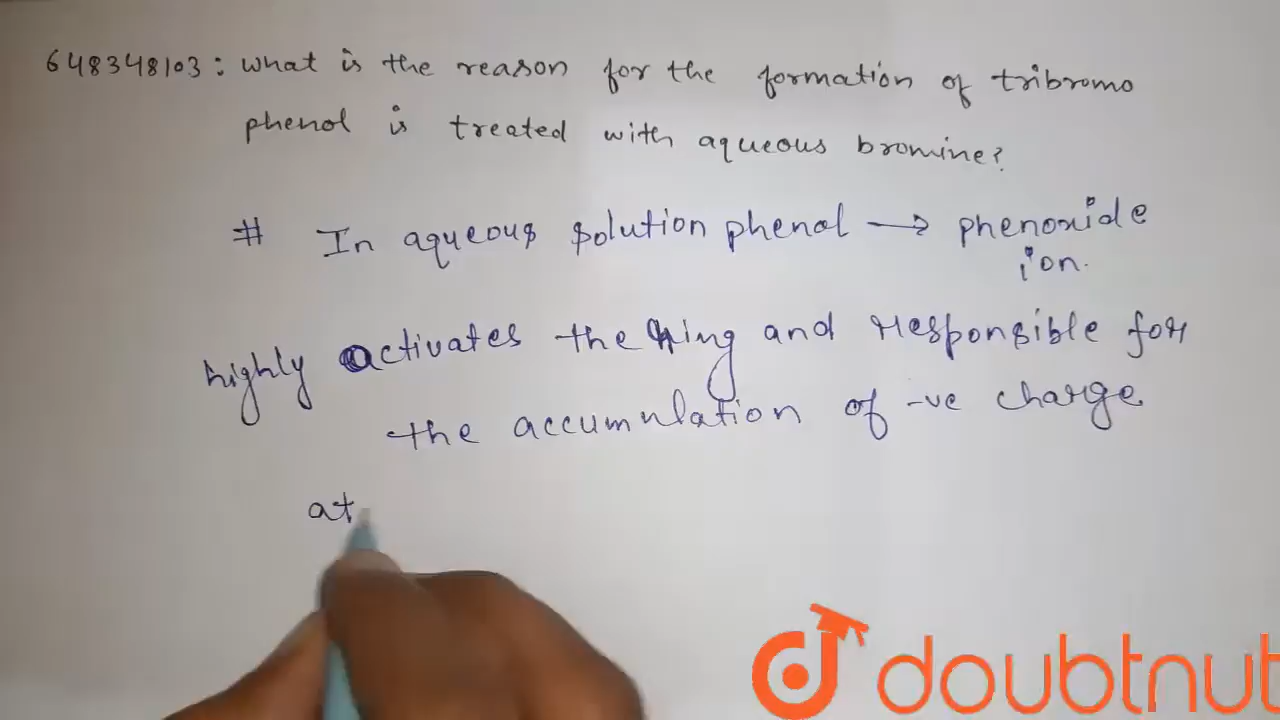 648348103: What is the reason for the formation of tribromo
phenol is treated with aqueous bromine?
# In aqueous solution phenol → phenoxide
ion.
highly activates the ring and responsible for
the accumulation of -ve charge
at
doubtnut